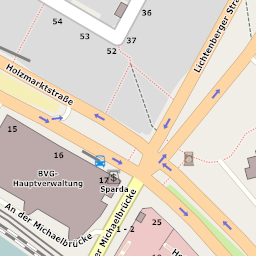 36
54
53
37
52
Lichtenberger Str
Holzmarktstraße
15
16
BVG-
Hauptverwaltung
17
$
Sparda
An der Michaelbrücke
er Michaelbrücke
25
1 - 2
Ho